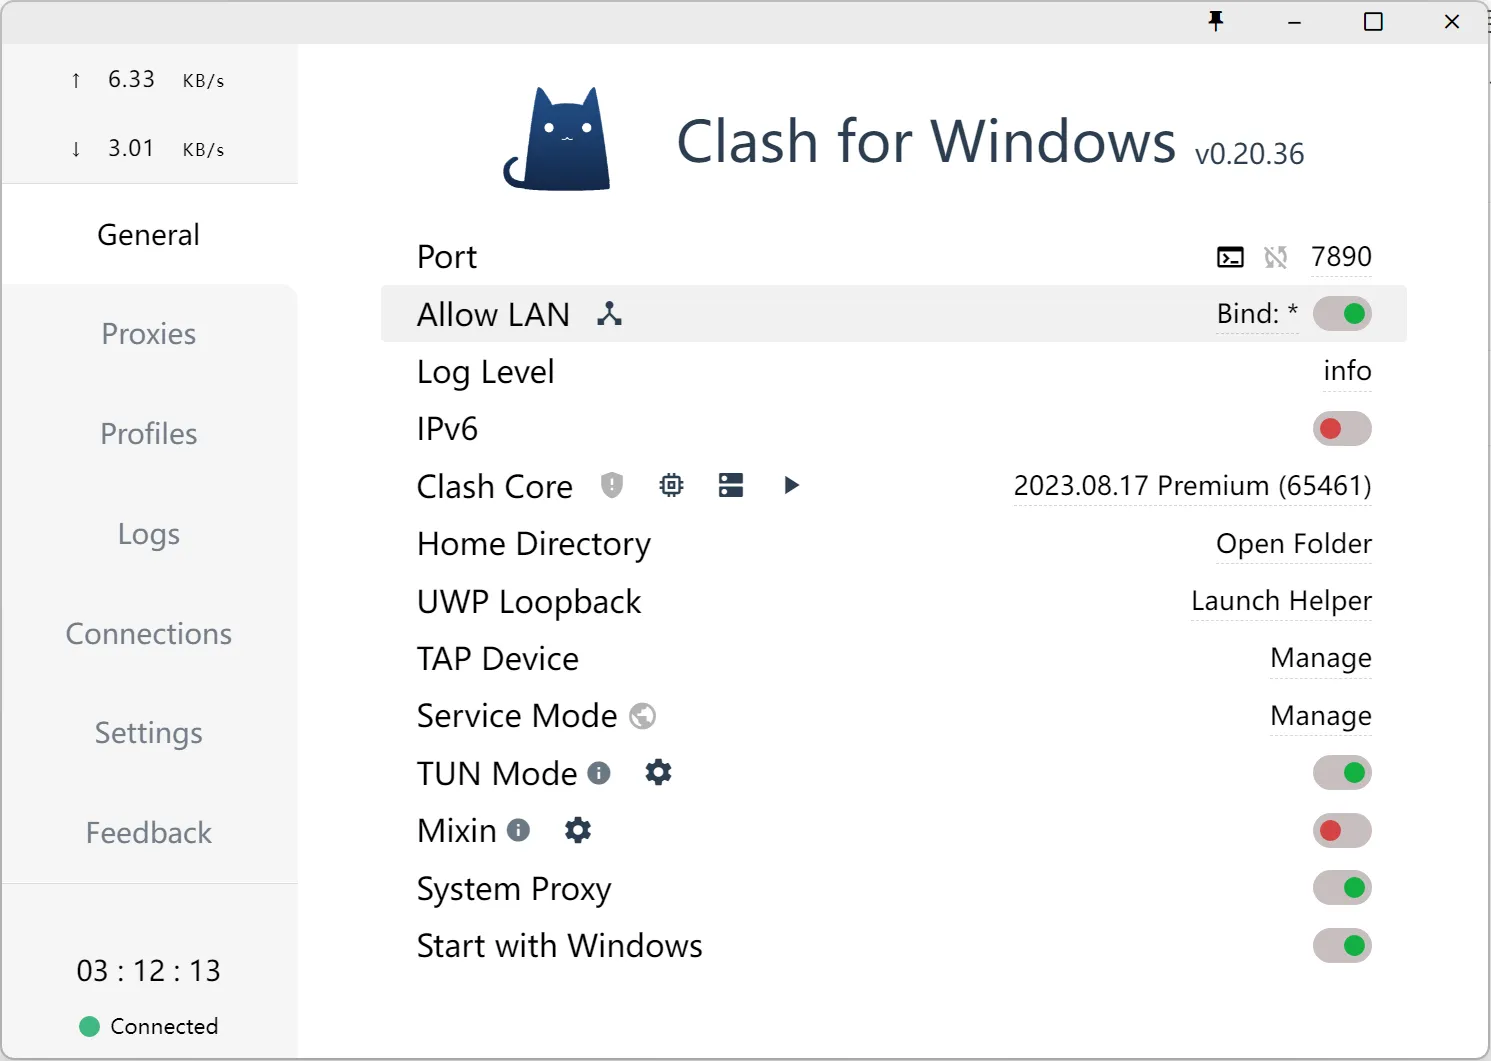 ↑ 6.33 KB/s
↓ 3.01 KB/s
General
Proxies
Profiles
Logs
Connections
Settings
Feedback
03 : 12 : 13
Connected
Clash for Windows v0.20.36
Port 7890
Allow LAN Bind: *
Log Level info
IPv6
Clash Core 2023.08.17 Premium (65461)
Home Directory Open Folder
UWP Loopback Launch Helper
TAP Device Manage
Service Mode Manage
TUN Mode
Mixin
System Proxy
Start with Windows